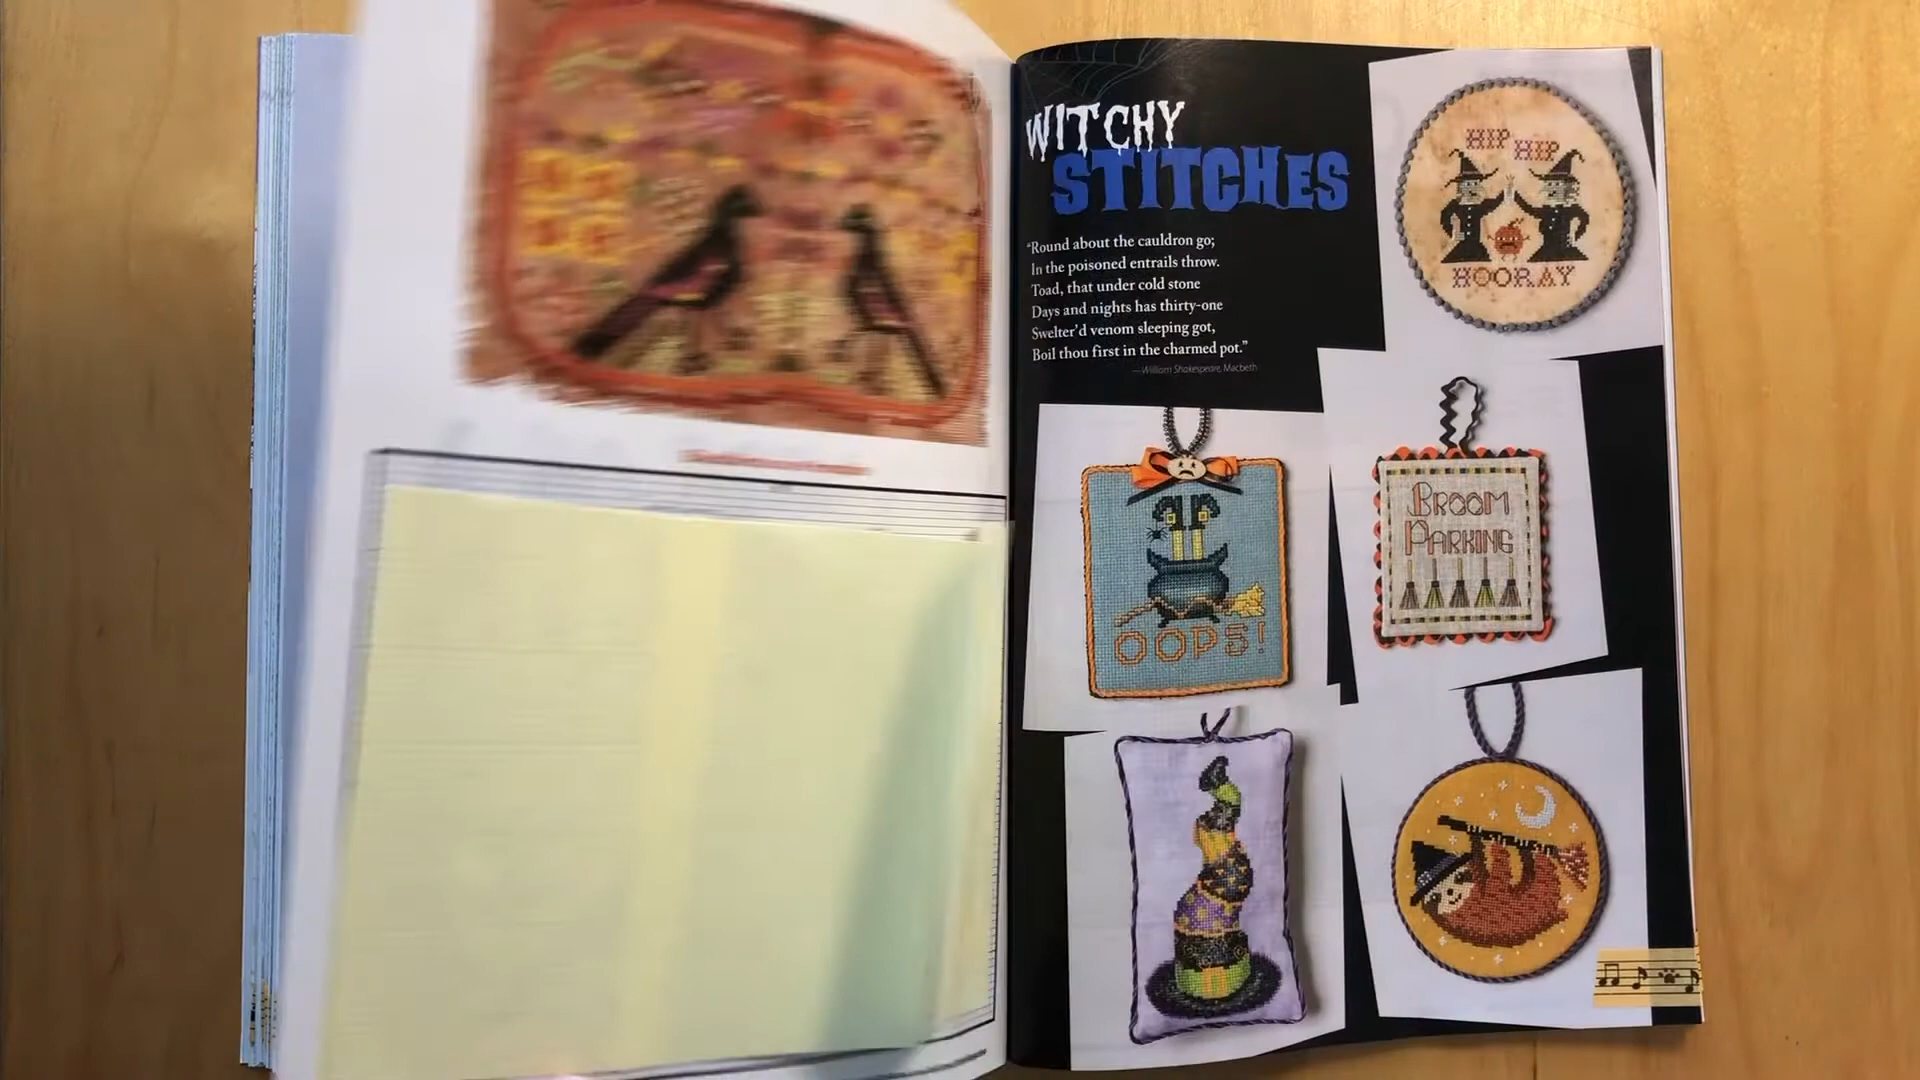 WITCHY
STITCHES
"Round about the cauldron go;
In the poisoned entrails throw.
Toad, that under cold stone
Days and nights has thirty-one
Swelter'd venom sleeping got,
Boil thou first in the charmed pot."
—William Shakespeare, Macbeth
HIP HIP
HOORAY
OOPS!
BROOM
PARKING